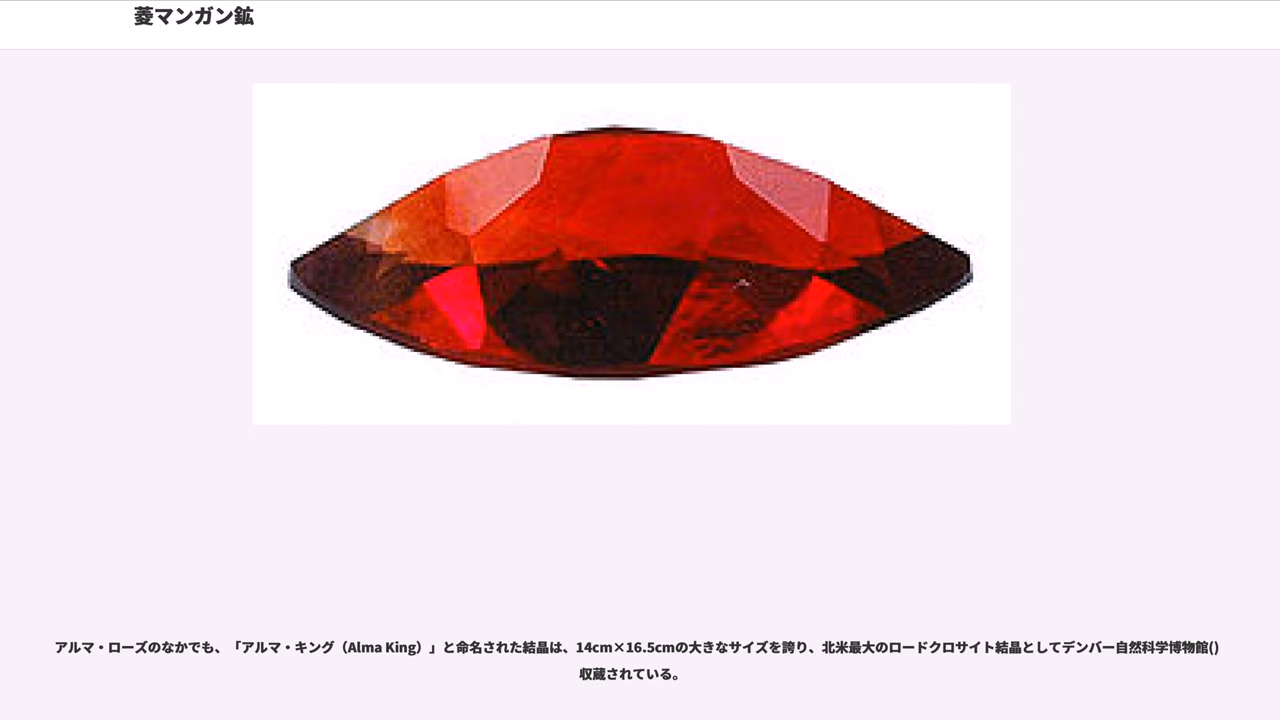 菱マンガン鉱
アルマ・ローズのなかでも、「アルマ・キング（Alma King）」と命名された結晶は、14cm×16.5cmの大きなサイズを誇り、北米最大のロードクロサイト結晶としてデンバー自然科学博物館()
収蔵されている。